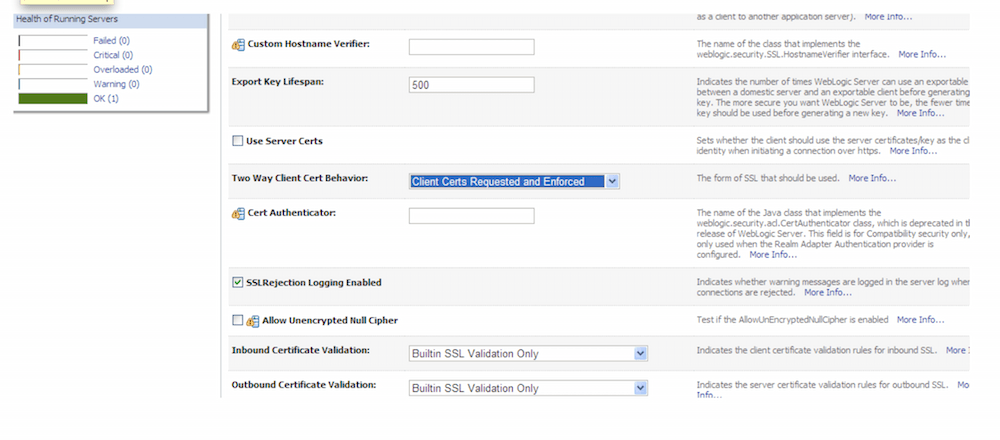 Health of Running Servers
Failed (0)
Critical (0)
Overloaded (0)
Warning (0)
OK (1)
as a client to another application server). More Info...
Custom Hostname Verifier:
The name of the class that implements the
weblogic.security.SSL.HostnameVerifier interface. More Info...
Export Key Lifespan:
500
Indicates the number of times WebLogic Server can use an exportable
between a domestic server and an exportable client before generating
key. The more secure you want WebLogic Server to be, the fewer time
key should be used before generating a new key. More Info...
Use Server Certs
Sets whether the client should use the server certificates/key as the cl
identity when initiating a connection over https. More Info...
Two Way Client Cert Behavior:
Client Certs Requested and Enforced
The form of SSL that should be used. More Info...
Cert Authenticator:
The name of the Java class that implements the
weblogic.security.acl.CertAuthenticator class, which is deprecated in th
release of WebLogic Server. This field is for Compatibility security only,
only used when the Realm Adapter Authentication provider is
configured. More Info...
SSLRejection Logging Enabled
Indicates whether warning messages are logged in the server log when
connections are rejected. More Info...
Allow Unencrypted Null Cipher
Test if the AllowUnEncryptedNullCipher is enabled More Info...
Inbound Certificate Validation:
Builtin SSL Validation Only
Indicates the client certificate validation rules for inbound SSL. More I
Outbound Certificate Validation:
Builtin SSL Validation Only
Indicates the server certificate validation rules for outbound SSL. Mo
Info...